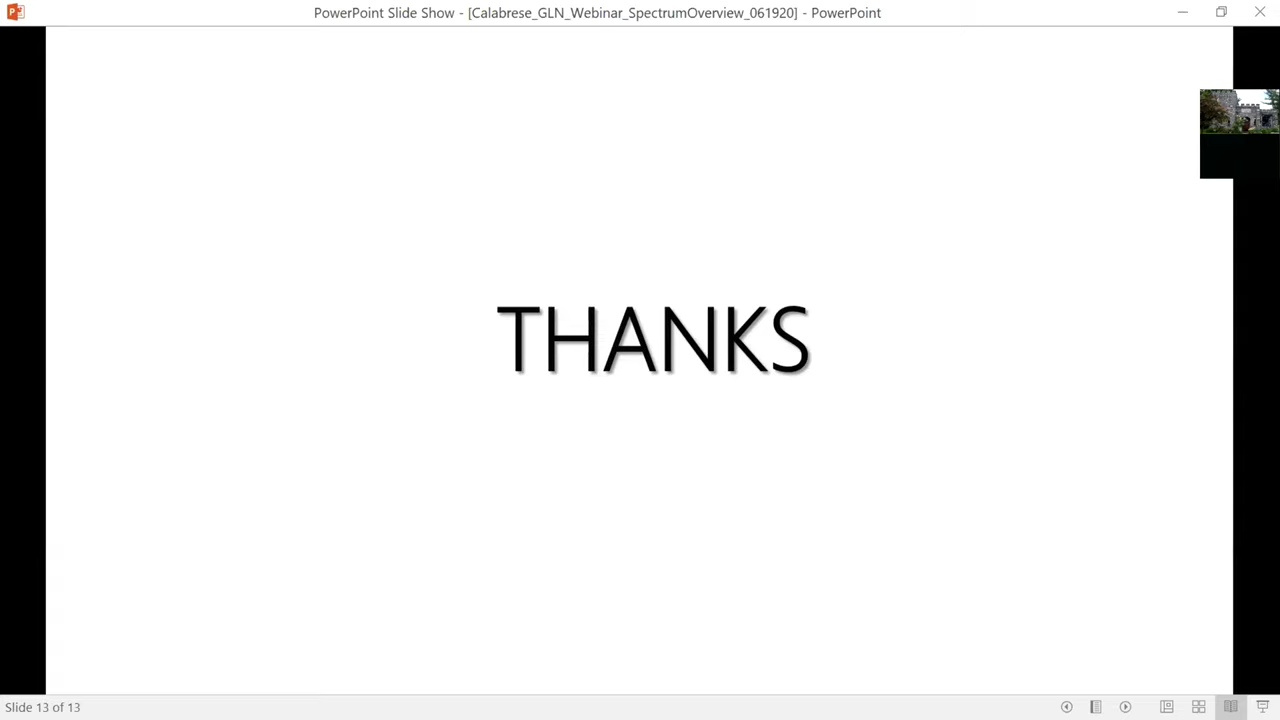 PowerPoint Slide Show - [Calabrese_GLN_Webinar_SpectrumOverview_061920] - PowerPoint
THANKS
Slide 13 of 13